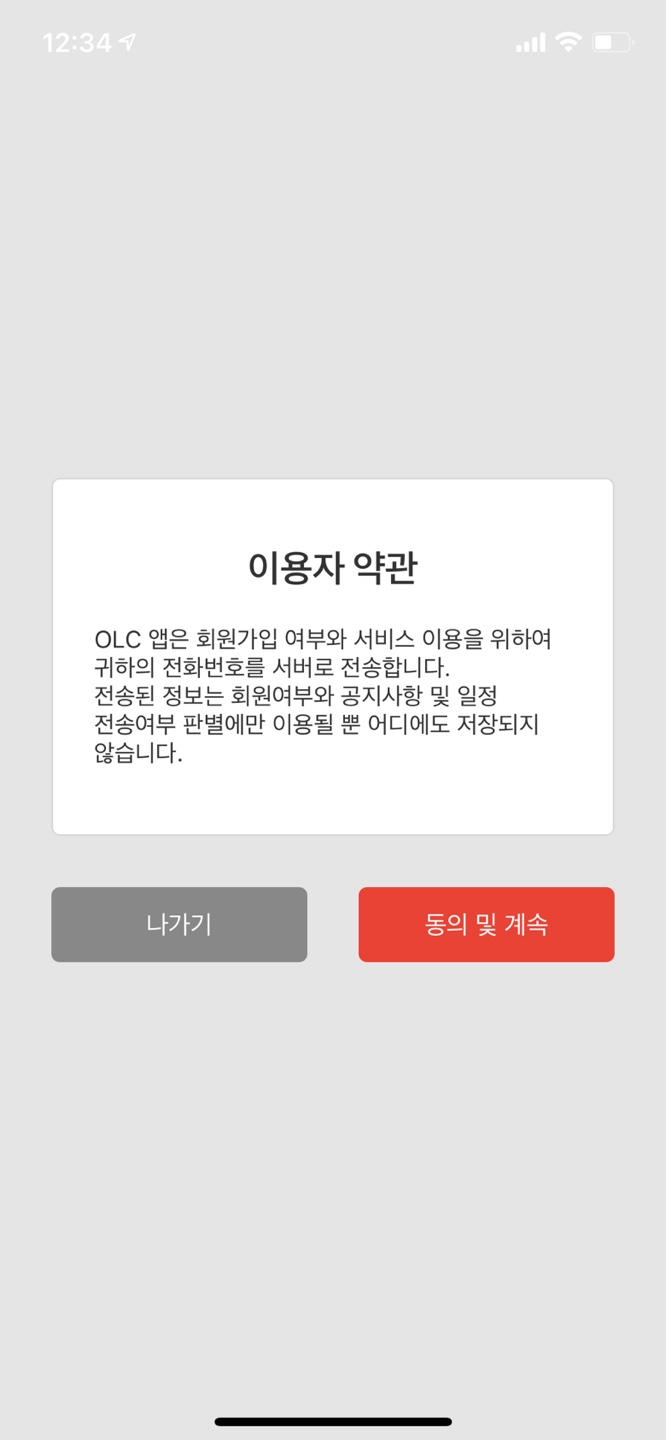 12:34
이용자 약관
OLC 앱은 회원가입 여부와 서비스 이용을 위하여
귀하의 전화번호를 서버로 전송합니다.
전송된 정보는 회원여부와 공지사항 및 일정
전송여부 판별에만 이용될 뿐 어디에도 저장되지
않습니다.
나가기
동의 및 계속